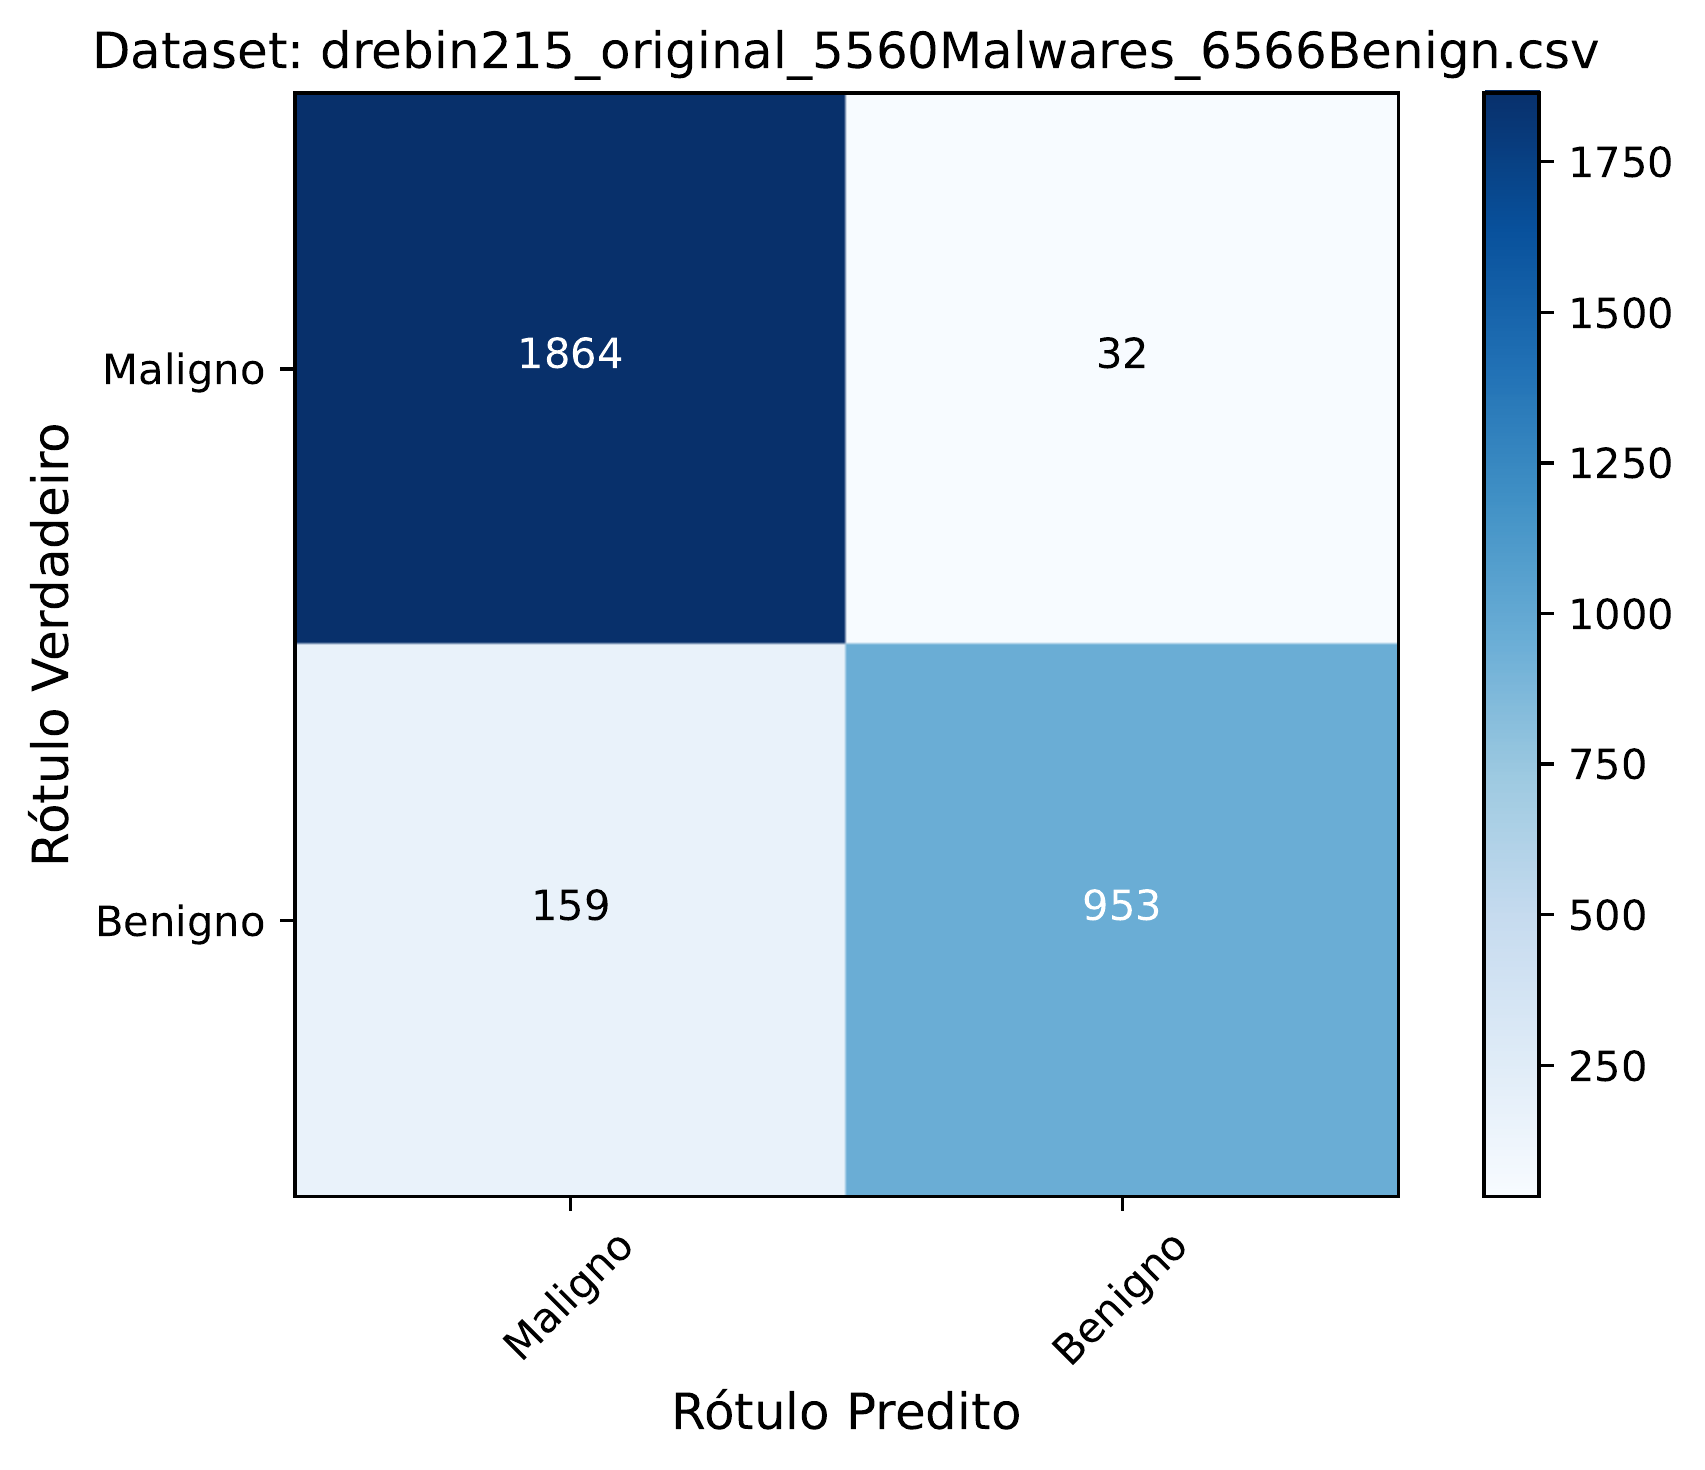 Dataset: drebin215_original_5560Malwares_6566Benign.csv
Rótulo Verdadeiro
Maligno
Benigno
1864
32
159
953
Maligno
Benigno
Rótulo Predito
1750
1500
1250
1000
750
500
250